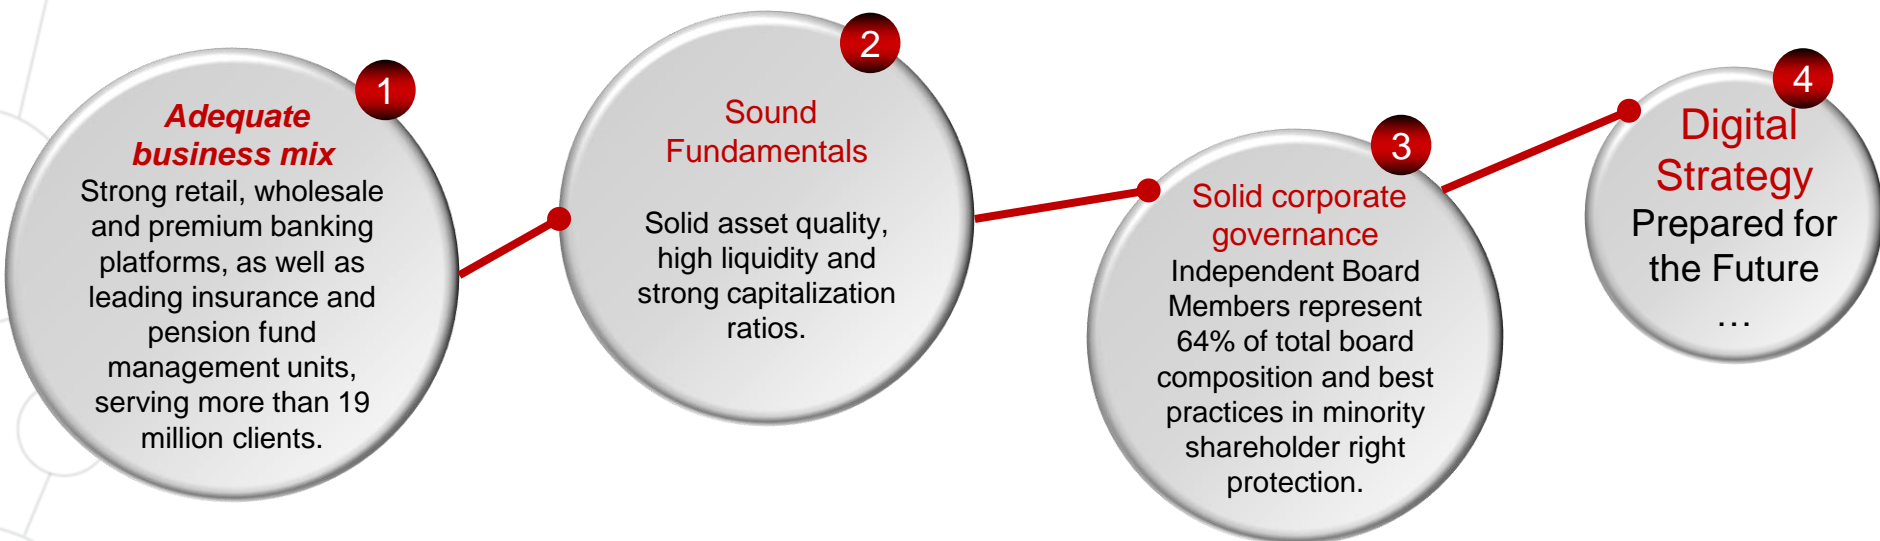 1
Adequate
business mix
Strong retail, wholesale
and premium banking
platforms, as well as
leading insurance and
pension fund
management units,
serving more than 19
million clients.
2
Sound
Fundamentals
Solid asset quality,
high liquidity and
strong capitalization
ratios.
3
Solid corporate
governance
Independent Board
Members represent
64% of total board
composition and best
practices in minority
shareholder right
protection.
4
Digital
Strategy
Prepared for
the Future
…